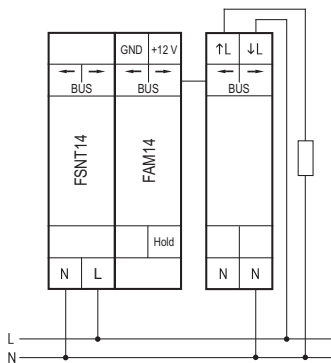 GND +12 V ↑L ↓L
BUS BUS BUS
FSNT14
FAM14
Hold
N L N N
L
N